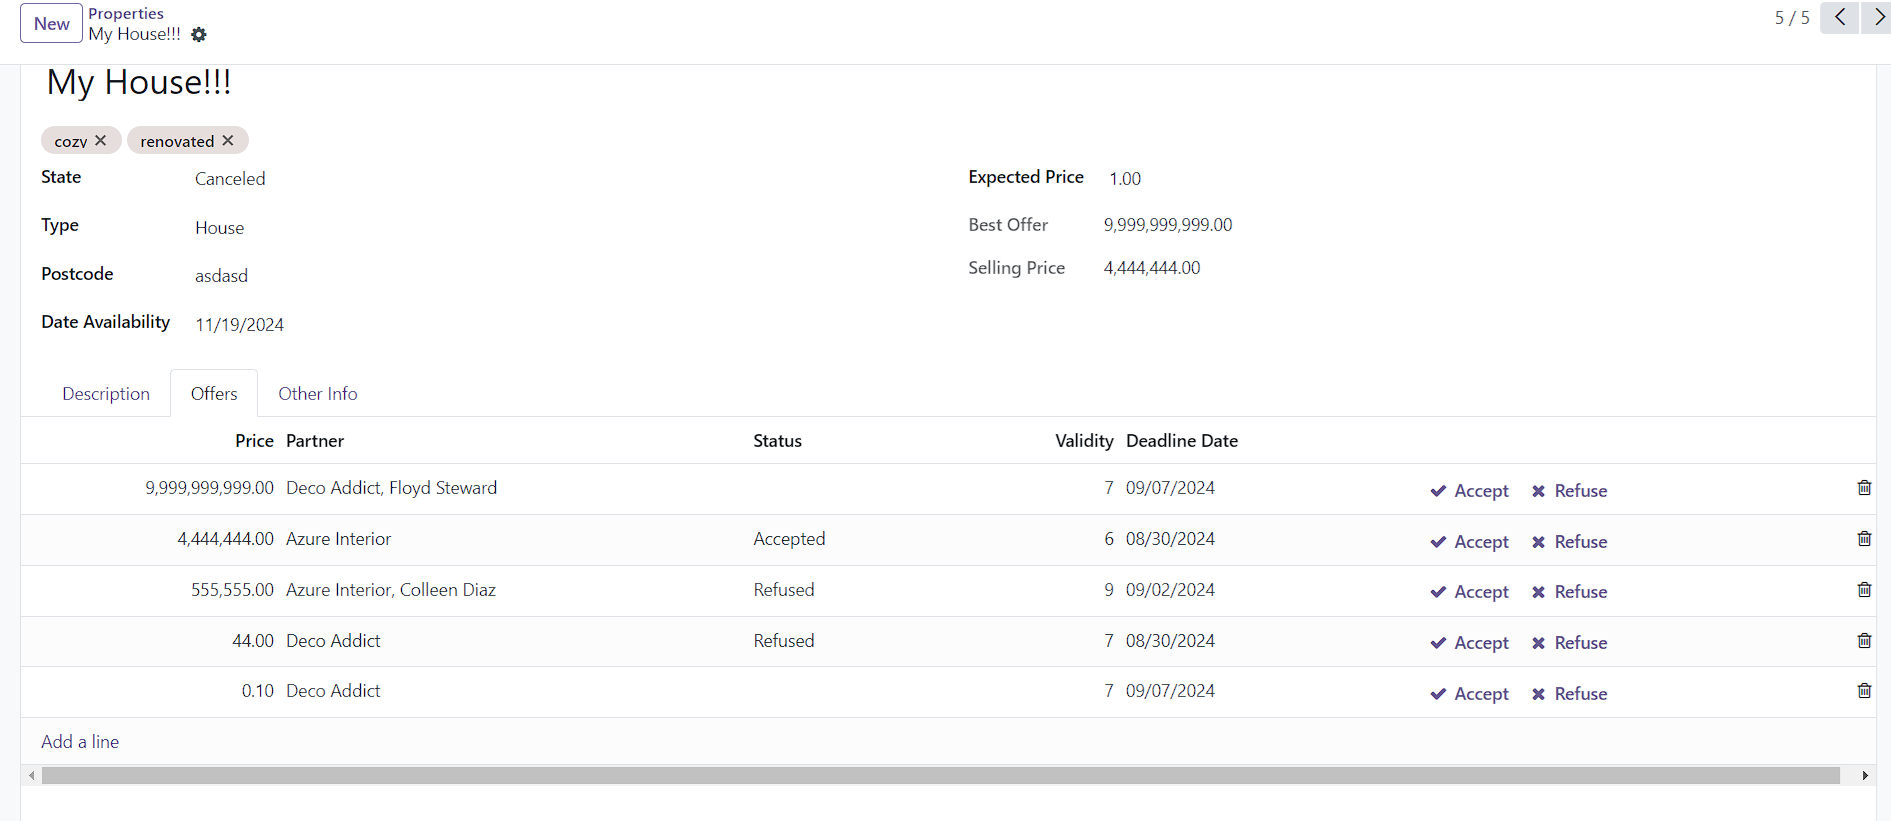 New
Properties
My House!!!
5 / 5
My House!!!
cozy
renovated
State Canceled
Expected Price 1.00
Type House
Best Offer 9,999,999,999.00
Postcode asdasd
Selling Price 4,444,444.00
Date Availability 11/19/2024
Description Offers Other Info
Price Partner Status Validity Deadline Date
9,999,999,999.00 Deco Addict, Floyd Steward 7 09/07/2024 Accept Refuse
4,444,444.00 Azure Interior Accepted 6 08/30/2024 Accept Refuse
555,555.00 Azure Interior, Colleen Diaz Refused 9 09/02/2024 Accept Refuse
44.00 Deco Addict Refused 7 08/30/2024 Accept Refuse
0.10 Deco Addict 7 09/07/2024 Accept Refuse
Add a line